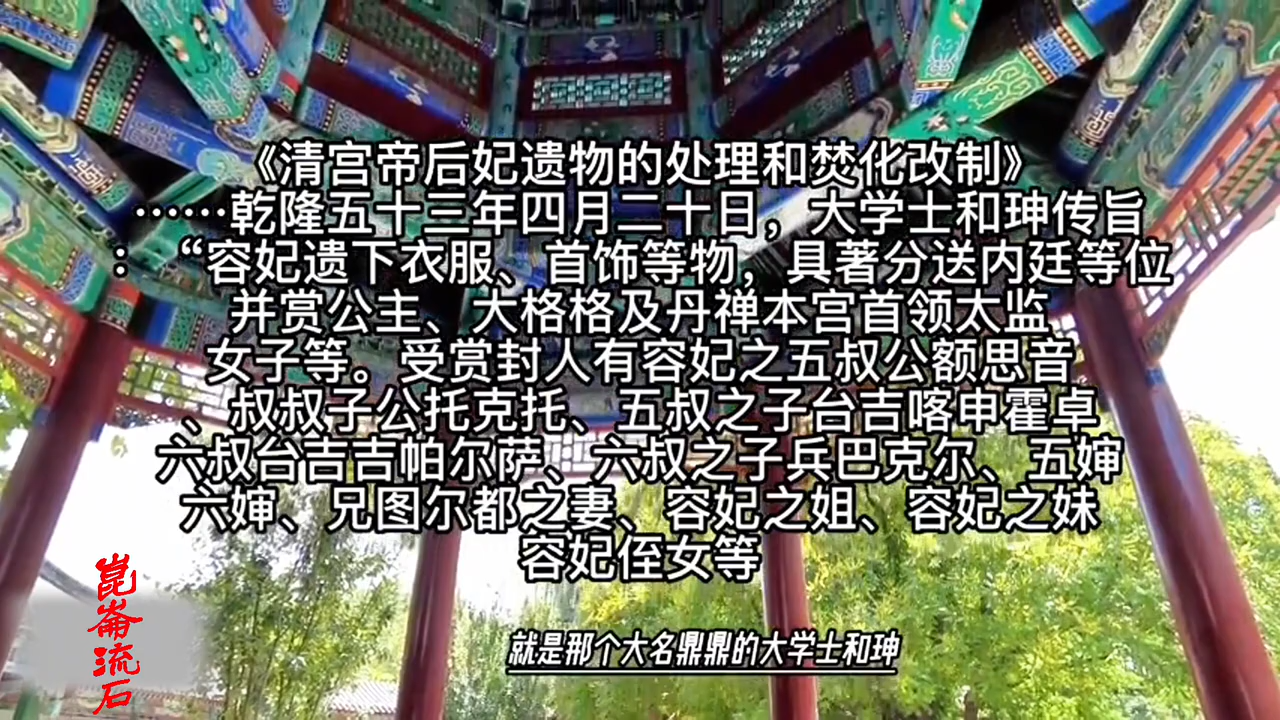 《清宫帝后妃遗物的处理和焚化改制》
……乾隆五十三年四月二十日，大学士和珅传旨
：“容妃遗下衣服、首饰等物，具著分送内廷等位
并赏公主、大格格及丹禅本宫首领太监
女子等。受赏封人有容妃之五叔公额思音
、叔叔子公托克托、五叔之子台吉喀申霍卓
六叔台吉吉帕尔萨、六叔之子兵巴克尔、五婶
六婶、兄图尔都之妻、容妃之姐、容妃之妹
容妃侄女等
就是那个大名鼎鼎的大学士和珅
崑崙流石